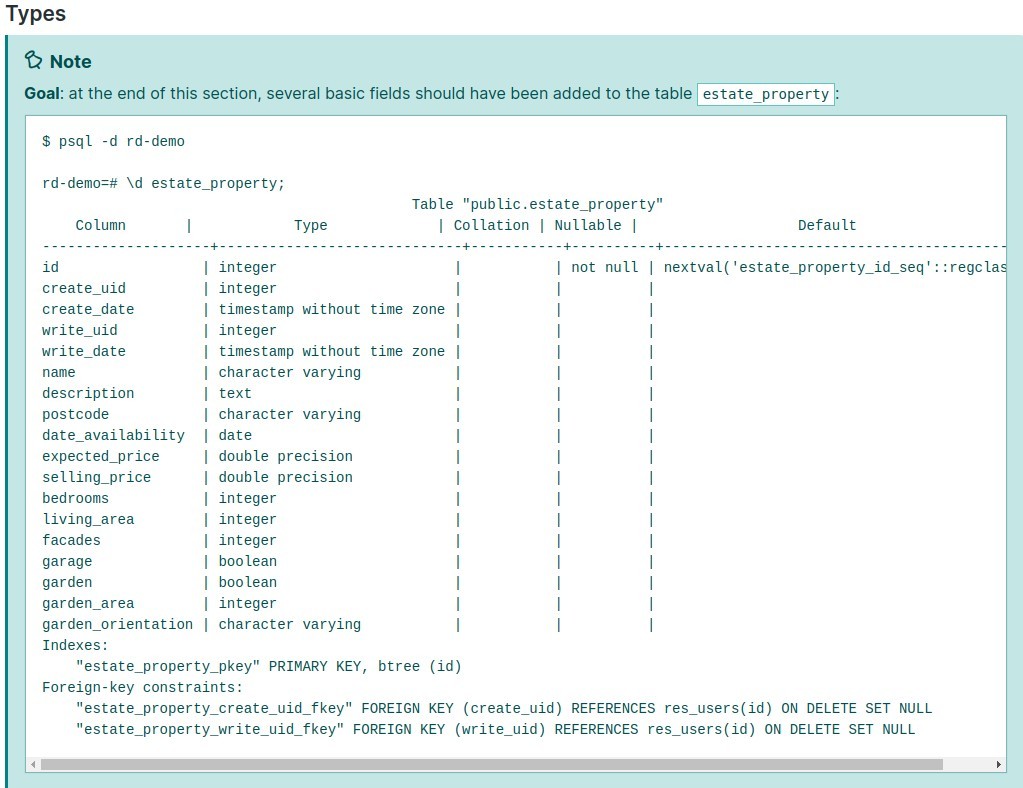 Types
Note
Goal: at the end of this section, several basic fields should have been added to the table estate_property:
$ psql -d rd-demo
rd-demo=# \d estate_property;
Table "public.estate_property"
Column | Type | Collation | Nullable | Default
--------------------+-----------------------------+-----------+----------+-----------------------------------------
id | integer | | not null | nextval('estate_property_id_seq'::regclas
create_uid | integer | | |
create_date | timestamp without time zone | | |
write_uid | integer | | |
write_date | timestamp without time zone | | |
name | character varying | | |
description | text | | |
postcode | character varying | | |
date_availability | date | | |
expected_price | double precision | | |
selling_price | double precision | | |
bedrooms | integer | | |
living_area | integer | | |
facades | integer | | |
garage | boolean | | |
garden | boolean | | |
garden_area | integer | | |
garden_orientation | character varying | | |
Indexes:
"estate_property_pkey" PRIMARY KEY, btree (id)
Foreign-key constraints:
"estate_property_create_uid_fkey" FOREIGN KEY (create_uid) REFERENCES res_users(id) ON DELETE SET NULL
"estate_property_write_uid_fkey" FOREIGN KEY (write_uid) REFERENCES res_users(id) ON DELETE SET NULL